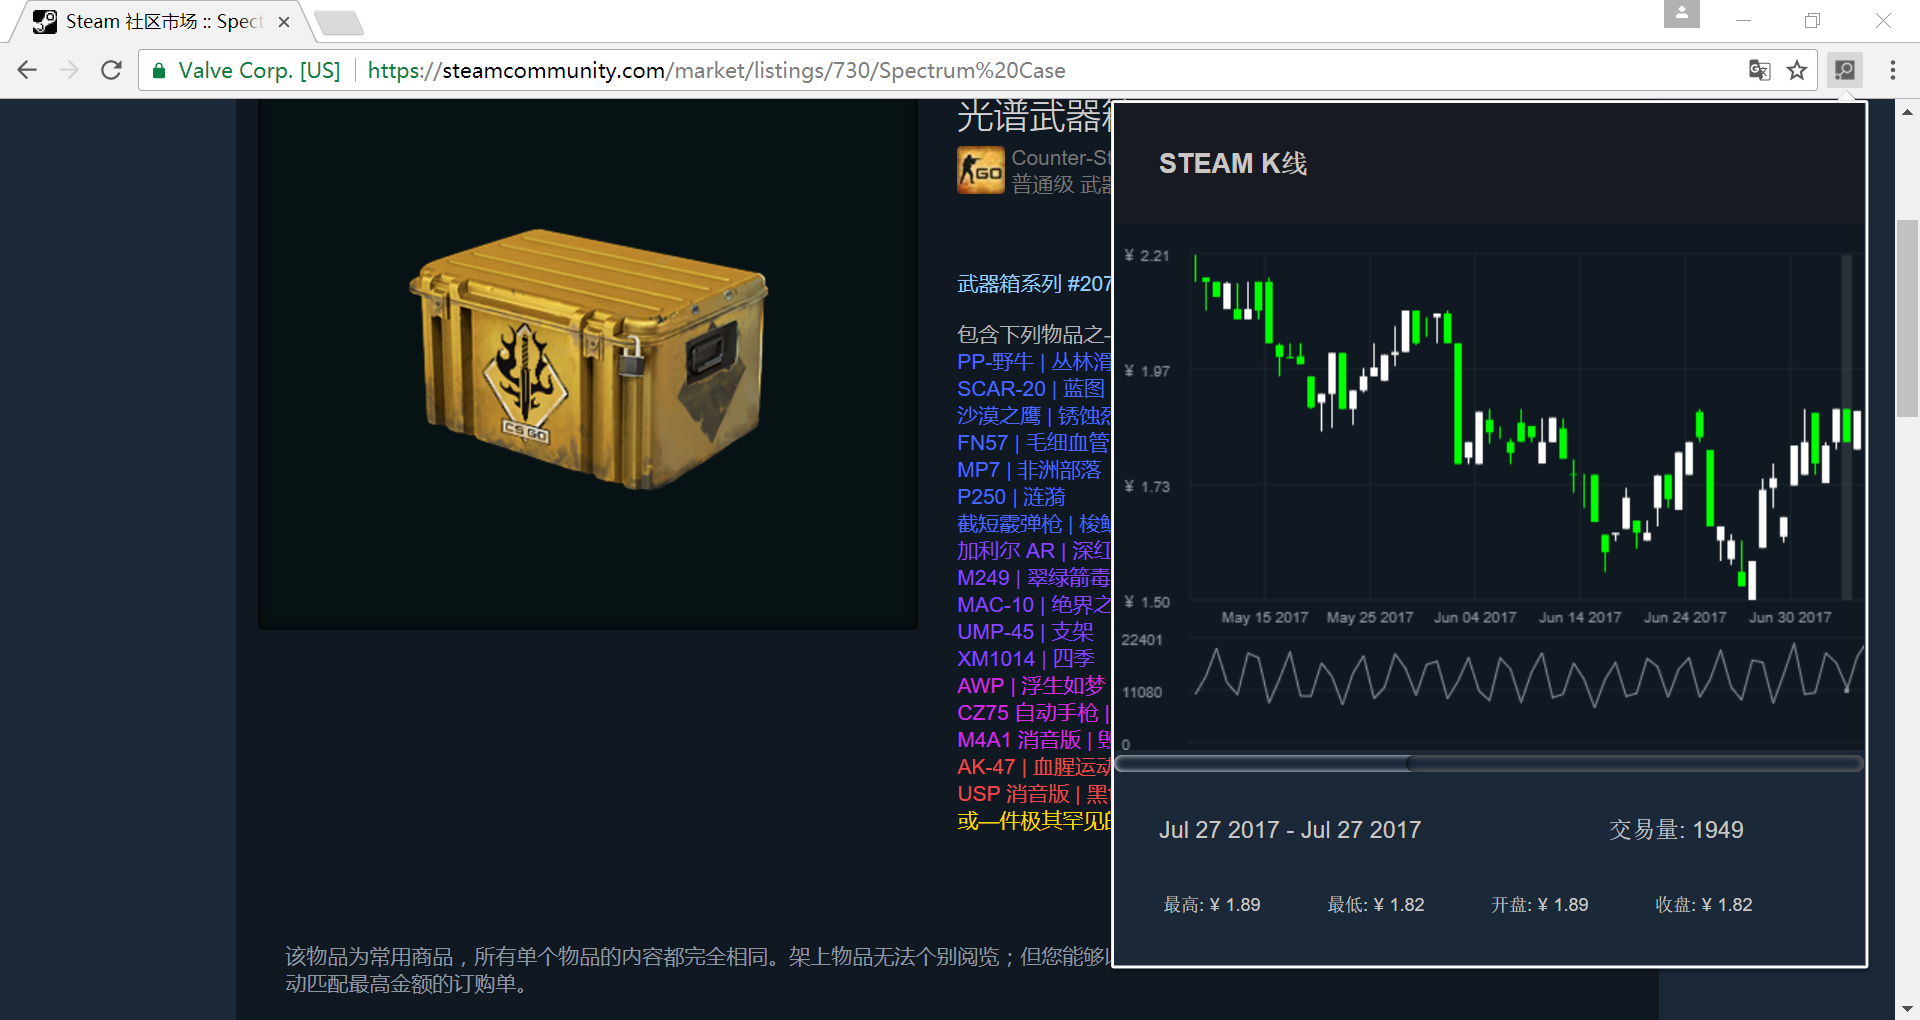 Steam 社区市场 :: Spect
Valve Corp. [US]
https://steamcommunity.com/market/listings/730/Spectrum%20Case
光谱武器箱
Counter-St
普通级 武器
武器箱系列 #207
包含下列物品之一
PP-野牛 | 丛林滑
SCAR-20 | 蓝图
沙漠之鹰 | 锈蚀烈
FN57 | 毛细血管
MP7 | 非洲部落
P250 | 涟漪
截短霰弹枪 | 梭鲈
加利尔 AR | 深红
M249 | 翠绿箭毒
MAC-10 | 绝界之
UMP-45 | 支架
XM1014 | 四季
AWP | 浮生如梦
CZ75 自动手枪 |
M4A1 消音版 | 毁
AK-47 | 血腥运动
USP 消音版 | 黑
或一件极其罕见的
CS GO
GO
该物品为常用商品，所有单个物品的内容都完全相同。架上物品无法个别阅览；但您能够以
动匹配最高金额的订购单。
STEAM K线
¥ 2.21
¥ 1.97
¥ 1.73
¥ 1.50
May 15 2017 May 25 2017 Jun 04 2017 Jun 14 2017 Jun 24 2017 Jun 30 2017
22401
11080
0
Jul 27 2017 - Jul 27 2017 交易量: 1949
最高: ¥ 1.89 最低: ¥ 1.82 开盘: ¥ 1.89 收盘: ¥ 1.82